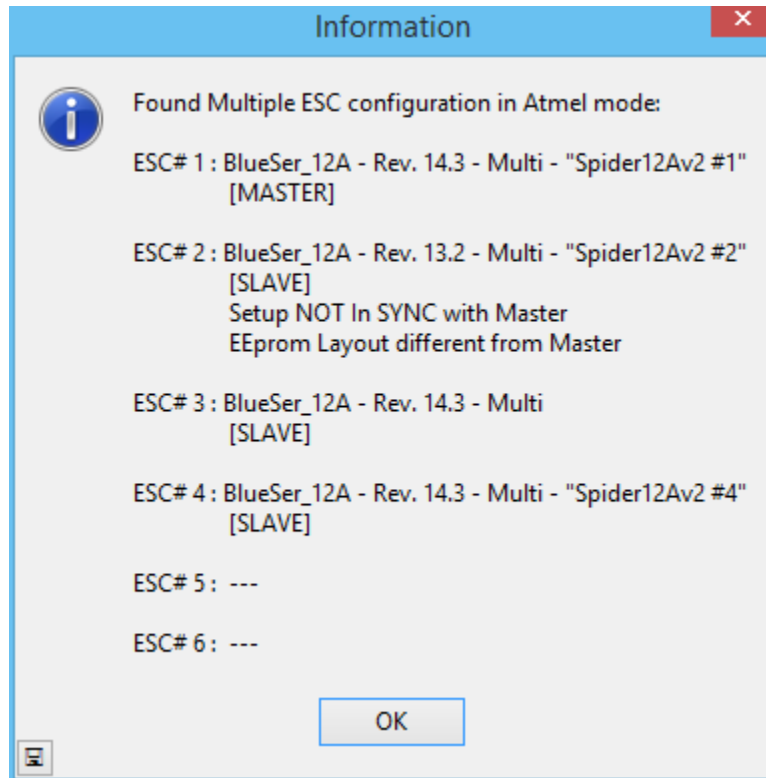 Information
Found Multiple ESC configuration in Atmel mode:
ESC# 1 : BlueSer_12A - Rev. 14.3 - Multi - "Spider12Av2 #1"
[MASTER]
ESC# 2 : BlueSer_12A - Rev. 13.2 - Multi - "Spider12Av2 #2"
[SLAVE]
Setup NOT In SYNC with Master
EEprom Layout different from Master
ESC# 3 : BlueSer_12A - Rev. 14.3 - Multi
[SLAVE]
ESC# 4 : BlueSer_12A - Rev. 14.3 - Multi - "Spider12Av2 #4"
[SLAVE]
ESC# 5 : ---
ESC# 6 : ---
OK